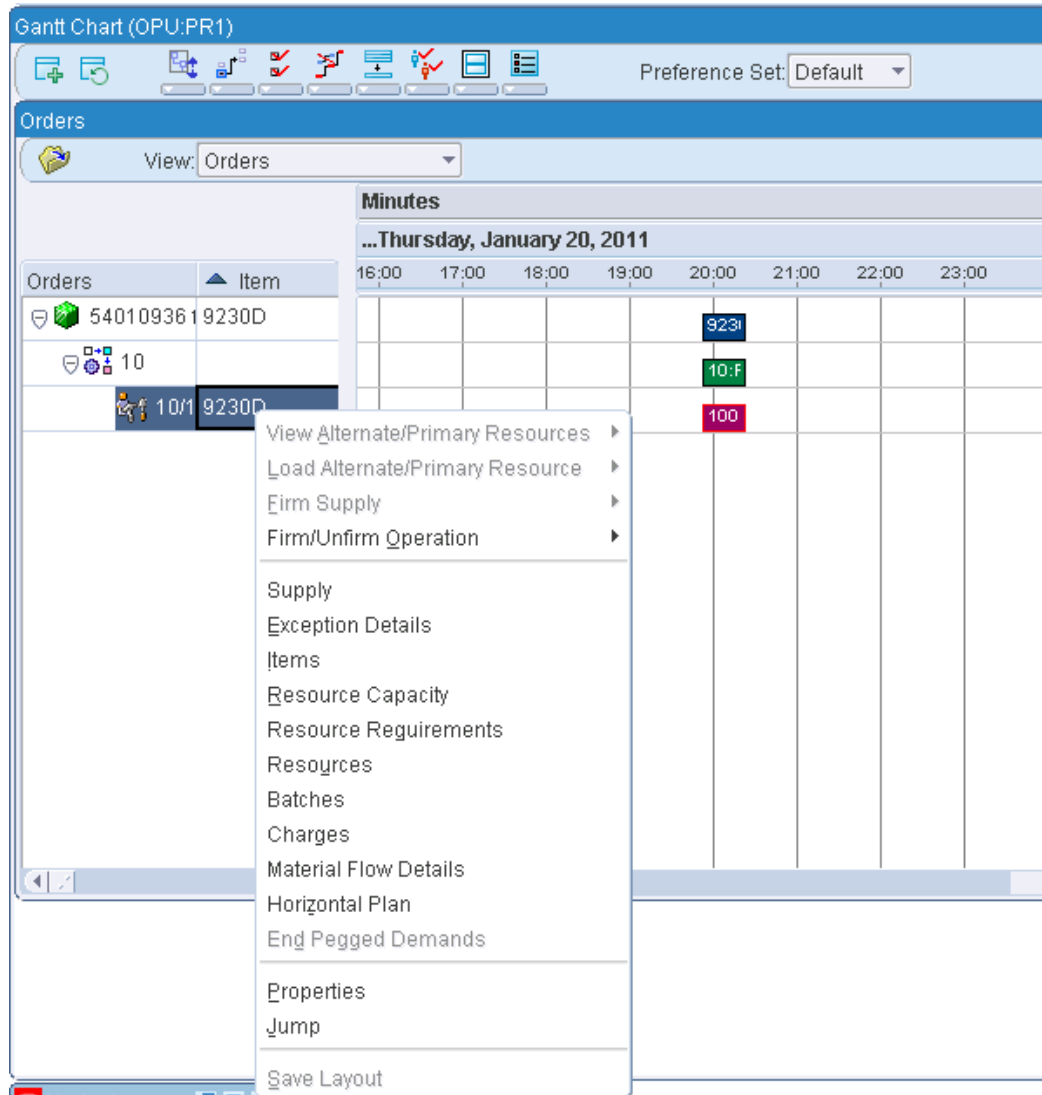 Gantt Chart (OPU:PR1)
Preference Set: Default
Orders
View: Orders
Minutes
...Thursday, January 20, 2011
Orders Item 16:00 17:00 18:00 19:00 20:00 21:00 22:00 23:00
540109361 9230D 923
10 10:F
10/1 9230D 100
View Alternate/Primary Resources
Load Alternate/Primary Resource
Firm Supply
Firm/Unfirm Operation
Supply
Exception Details
Items
Resource Capacity
Resource Reguirements
Resources
Batches
Charges
Material Flow Details
Horizontal Plan
End Pegged Demands
Properties
Jump
Save Layout